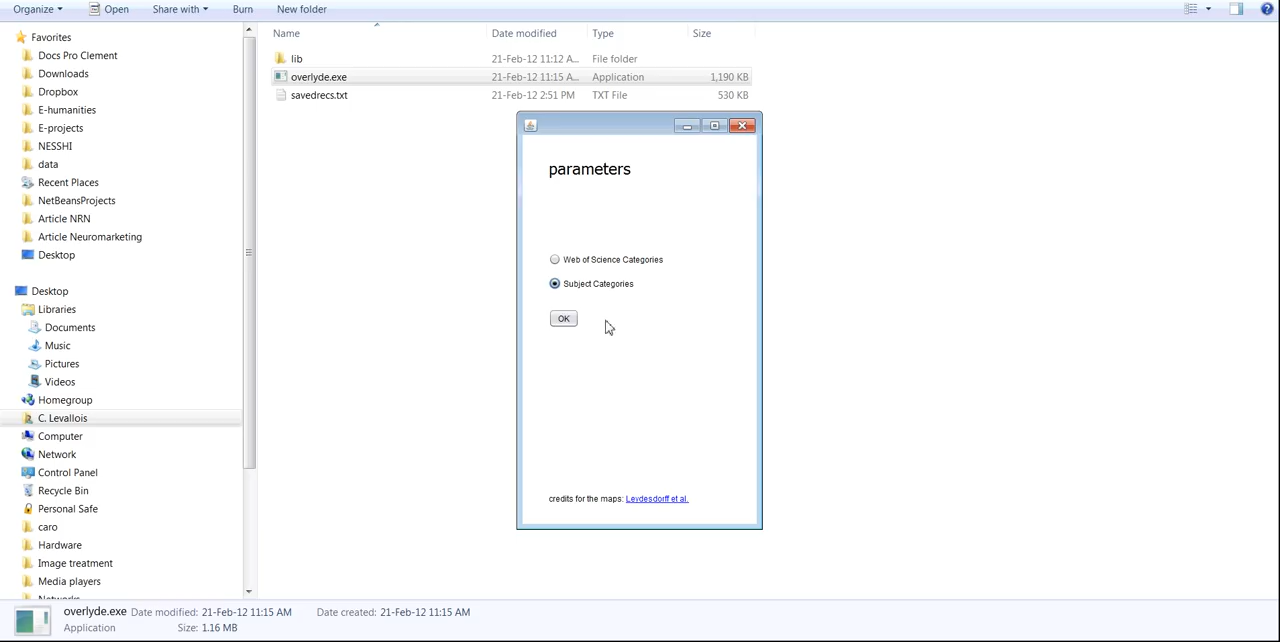 Organize Open Share with Burn New folder
Favorites
Docs Pro Clement
Downloads
Dropbox
E-humanities
E-projects
NESSHI
data
Recent Places
NetBeansProjects
Article NRN
Article Neuromarketing
Desktop
Desktop
Libraries
Documents
Music
Pictures
Videos
Homegroup
C. Levallois
Computer
Network
Control Panel
Recycle Bin
Personal Safe
caro
Hardware
Image treatment
Media players
Name Date modified Type Size
lib 21-Feb-12 11:12 A... File folder
overlyde.exe 21-Feb-12 11:15 A... Application 1,190 KB
savedrecs.txt 21-Feb-12 2:51 PM TXT File 530 KB
parameters
Web of Science Categories
Subject Categories
OK
credits for the maps: Leydesdorff et al.
overlyde.exe Date modified: 21-Feb-12 11:15 AM Date created: 21-Feb-12 11:15 AM
Application Size: 1.16 MB